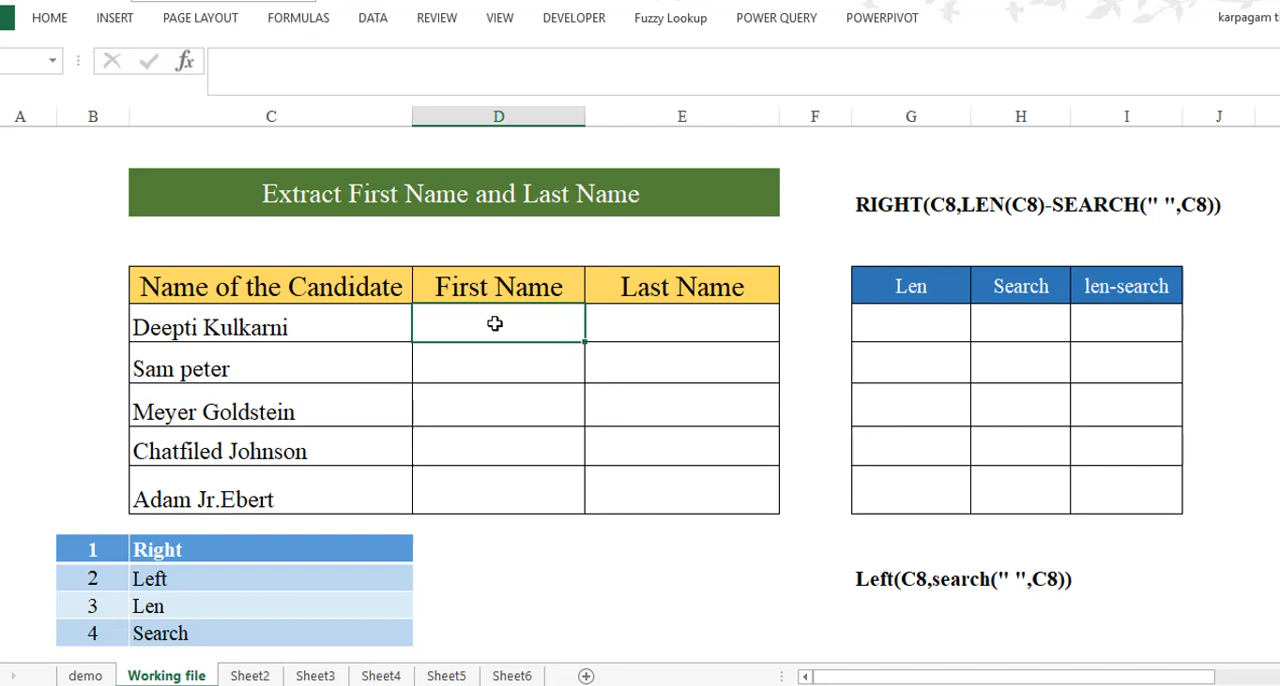 HOME INSERT PAGE LAYOUT FORMULAS DATA REVIEW VIEW DEVELOPER Fuzzy Lookup POWER QUERY POWERPIVOT karpagam t
fx
A B C D E F G H I J
Extract First Name and Last Name
RIGHT(C8,LEN(C8)-SEARCH(" ",C8))
Name of the Candidate First Name Last Name Len Search len-search
Deepti Kulkarni
Sam peter
Meyer Goldstein
Chatfiled Johnson
Adam Jr.Ebert
1 Right
2 Left
3 Len
4 Search
Left(C8,search(" ",C8))
demo Working file Sheet2 Sheet3 Sheet4 Sheet5 Sheet6